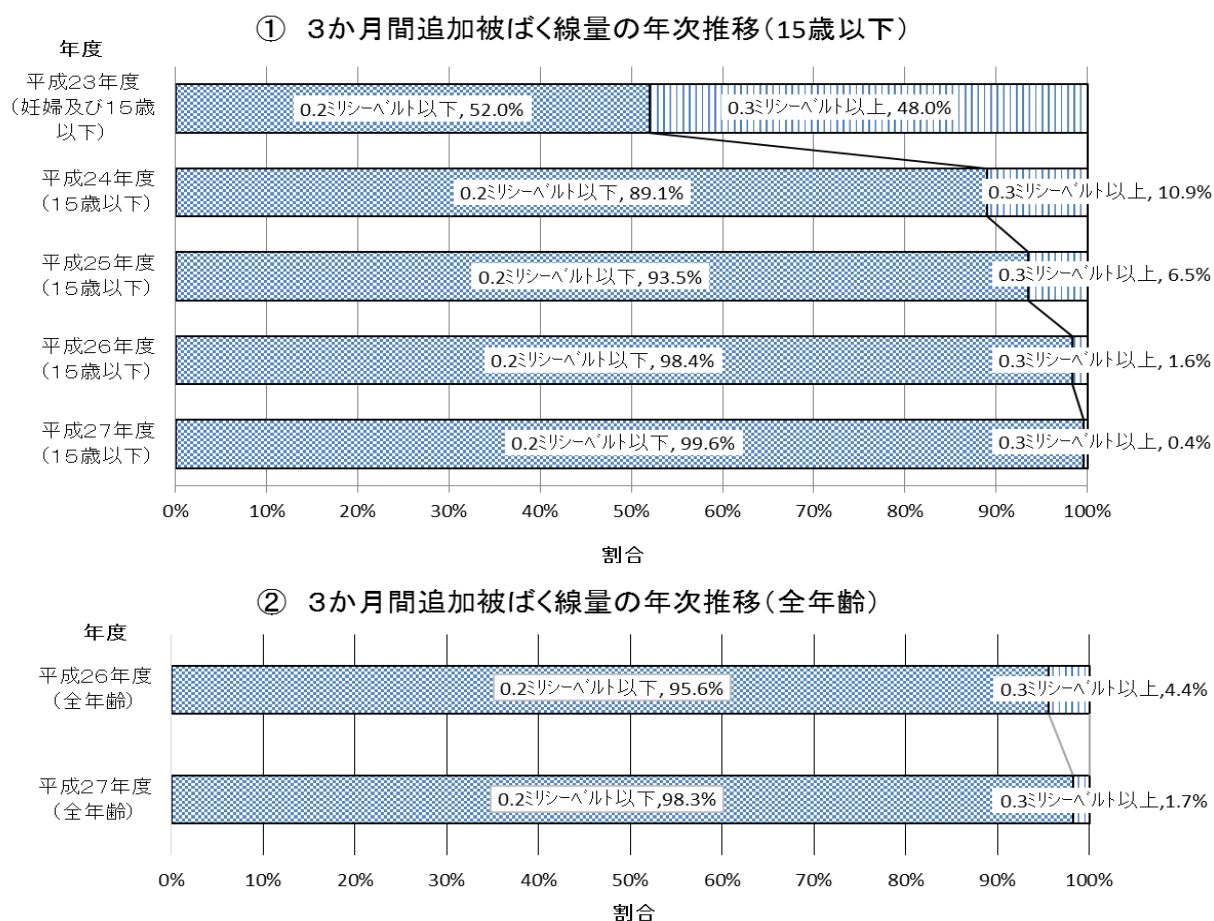 ① ３か月間追加被ばく線量の年次推移（15歳以下）
年度
平成２３年度
（妊婦及び１５歳
以下）
0.2ﾐﾘシーベルト以下, 52.0%
0.3ﾐﾘシーベルト以上, 48.0%
平成２４年度
（１５歳以下）
0.2ﾐﾘシーベルト以下, 89.1%
0.3ﾐﾘシーベルト以上, 10.9%
平成２５年度
（１５歳以下）
0.2ﾐﾘシーベルト以下, 93.5%
0.3ﾐﾘシーベルト以上, 6.5%
平成２６年度
（１５歳以下）
0.2ﾐﾘシーベルト以下, 98.4%
0.3ﾐﾘシーベルト以上, 1.6%
平成２７年度
（１５歳以下）
0.2ﾐﾘシーベルト以下, 99.6%
0.3ﾐﾘシーベルト以上, 0.4%
0% 10% 20% 30% 40% 50% 60% 70% 80% 90% 100%
割合
② ３か月間追加被ばく線量の年次推移（全年齢）
年度
平成２６年度
（全年齢）
0.2ﾐﾘシーベルト以下, 95.6%
0.3ﾐﾘシーベルト以上,4.4%
平成２７年度
（全年齢）
0.2ﾐﾘシーベルト以下,98.3%
0.3ﾐﾘシーベルト以上,1.7%
0% 10% 20% 30% 40% 50% 60% 70% 80% 90% 100%
割合